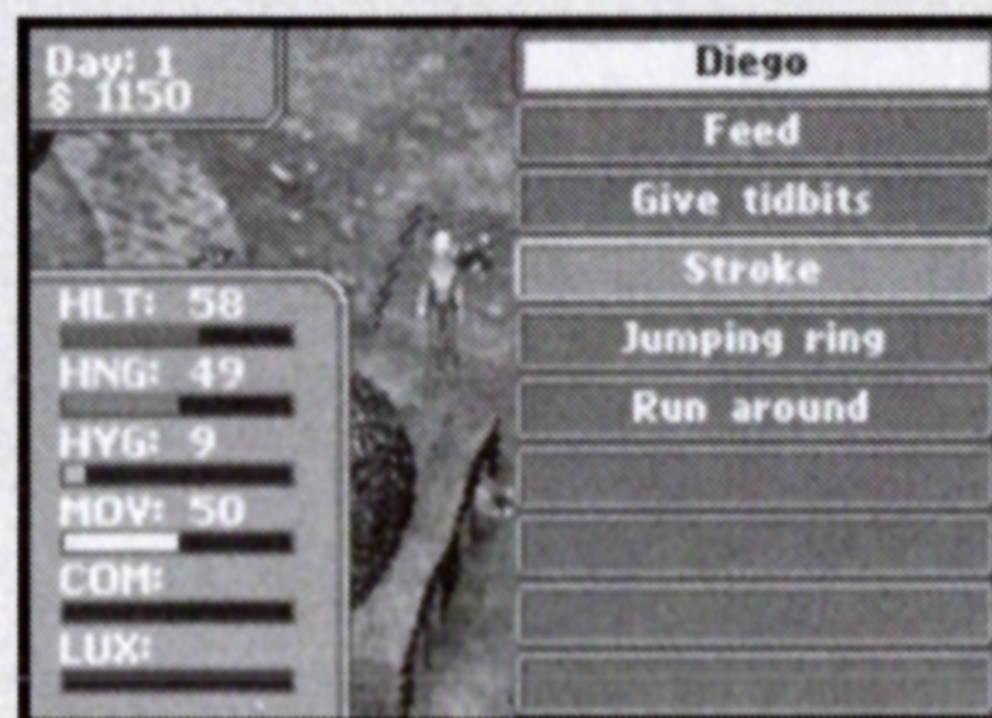 Day: 1
$ 1150
HLT: 58
HNG: 49
HYG: 9
MOV: 50
COM:
LUX:
Diego
Feed
Give tidbits
Stroke
Jumping ring
Run around